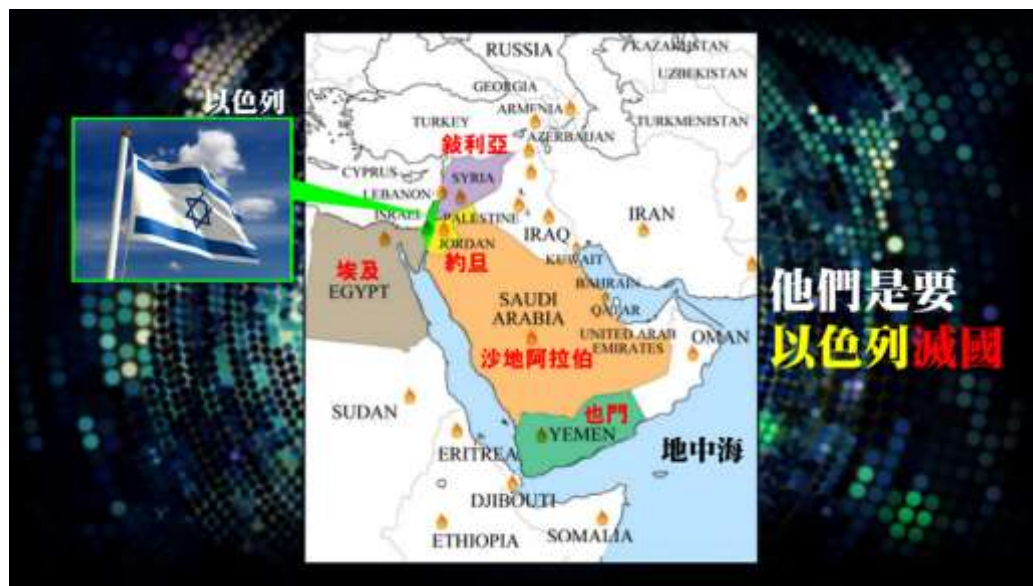 以色列
RUSSIA
KAZAKHSTAN
UZBEKISTAN
GEORGIA
ARMENIA
TURKEY
AZERBAIJAN
TURKMENISTAN
敍利亞
CYPRUS
SYRIA
LEBANON
ISRAEL
PALESTINE
IRAN
IRAQ
JORDAN
約旦
KUWAIT
埃及
EGYPT
BAHRAIN
QATAR
SAUDI
ARABIA
UNITED ARAB
EMIRATES
OMAN
沙地阿拉伯
他們是要
以色列滅國
SUDAN
也門
YEMEN
ERITREA
地中海
DJIBOUTI
ETHIOPIA
SOMALIA